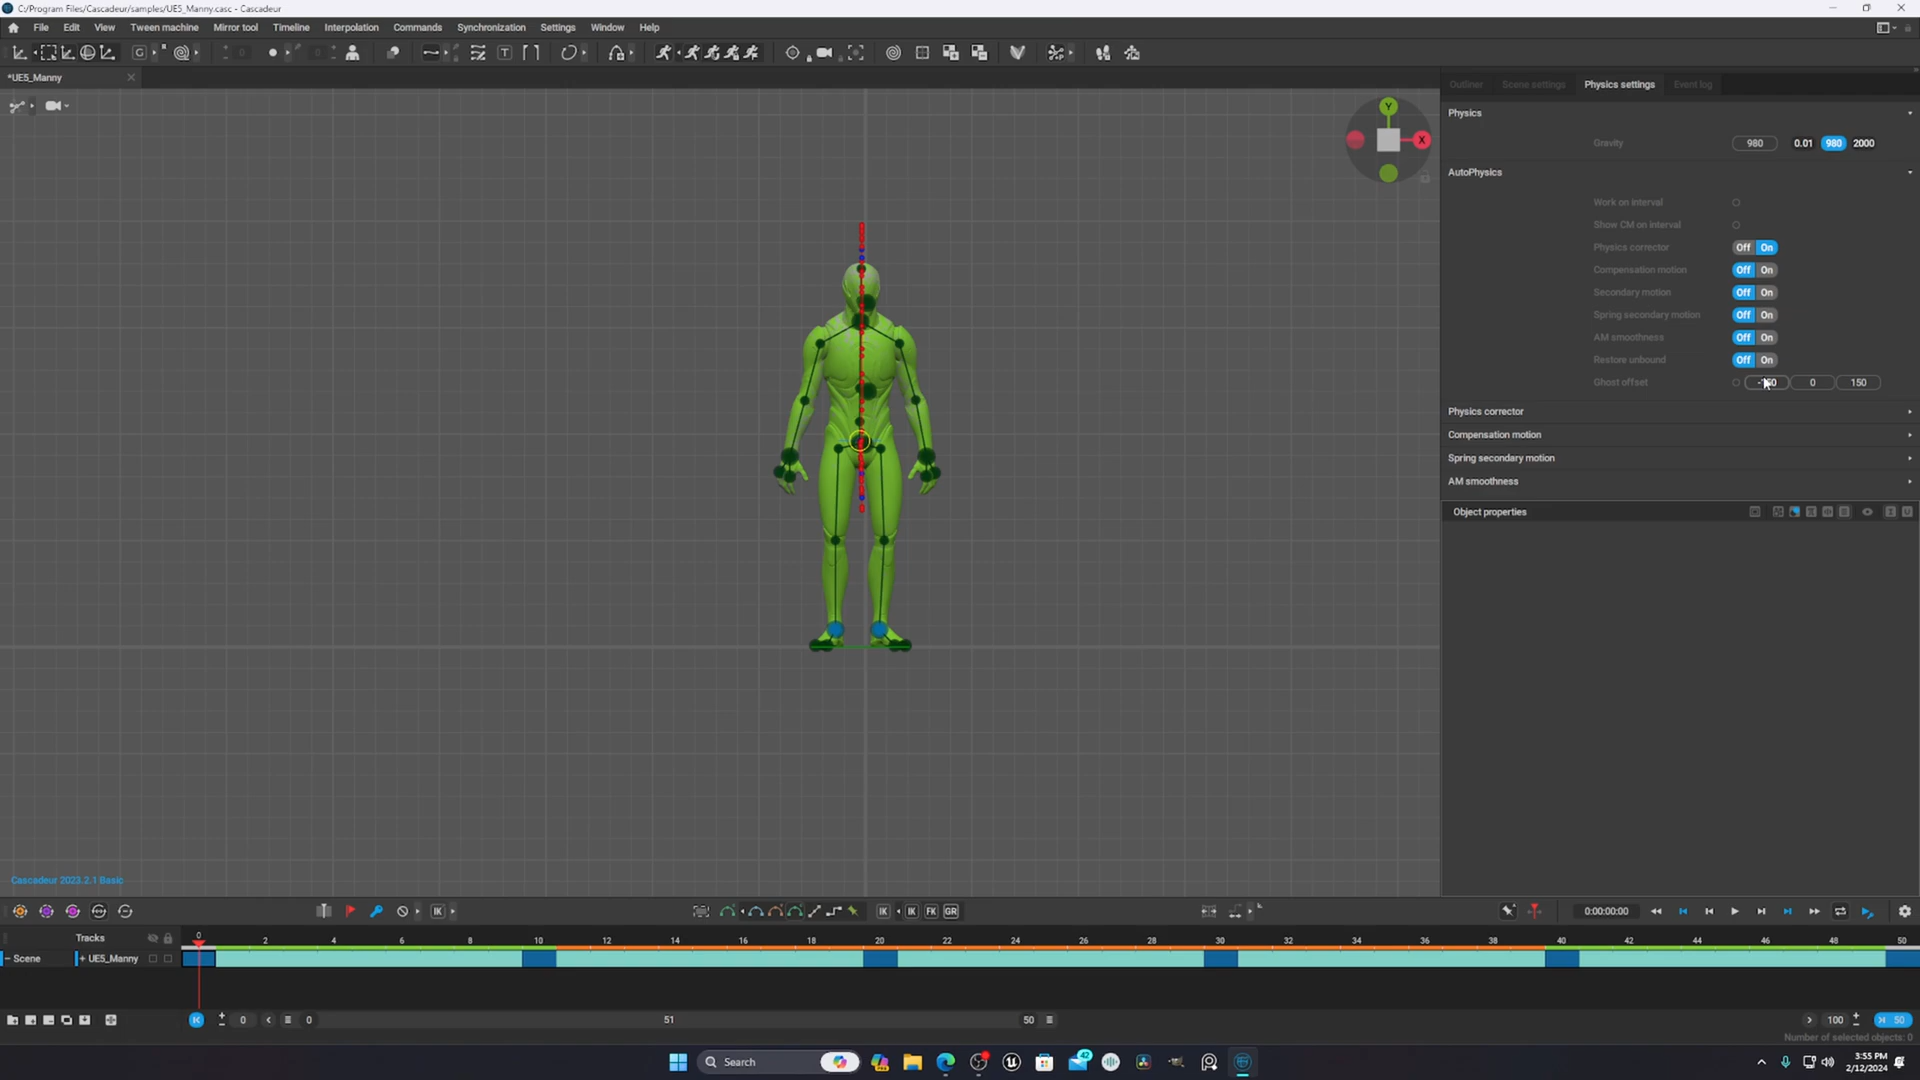 C:/Program Files/Cascadeur/samples/UE5_Manny.casc - Cascadeur
File Edit View Tween machine Mirror tool Timeline Interpolation Commands Synchronization Settings Window Help
*UE5_Manny
Outliner Scene settings Physics settings Event log
Physics
Gravity 980 0.01 980 2000
AutoPhysics
Work on interval
Show CM on interval
Physics corrector Off On
Compensation motion Off On
Secondary motion Off On
Spring secondary motion Off On
AM smoothness Off On
Restore unbound Off On
Ghost offset 0 150
Physics corrector
Compensation motion
Spring secondary motion
AM smoothness
Object properties
Y
X
Cascadeur 2023.2.1 Basic
IK IK FK GR 0:00:00:00
Tracks 0 2 4 6 8 10 12 14 16 18 20 22 24 26 28 30 32 34 36 38 40 42 44 46 48 50
Scene + UE5_Manny
0 0 51 50 100 50
Number of selected objects: 0
Search 42 3:55 PM
2/12/2024